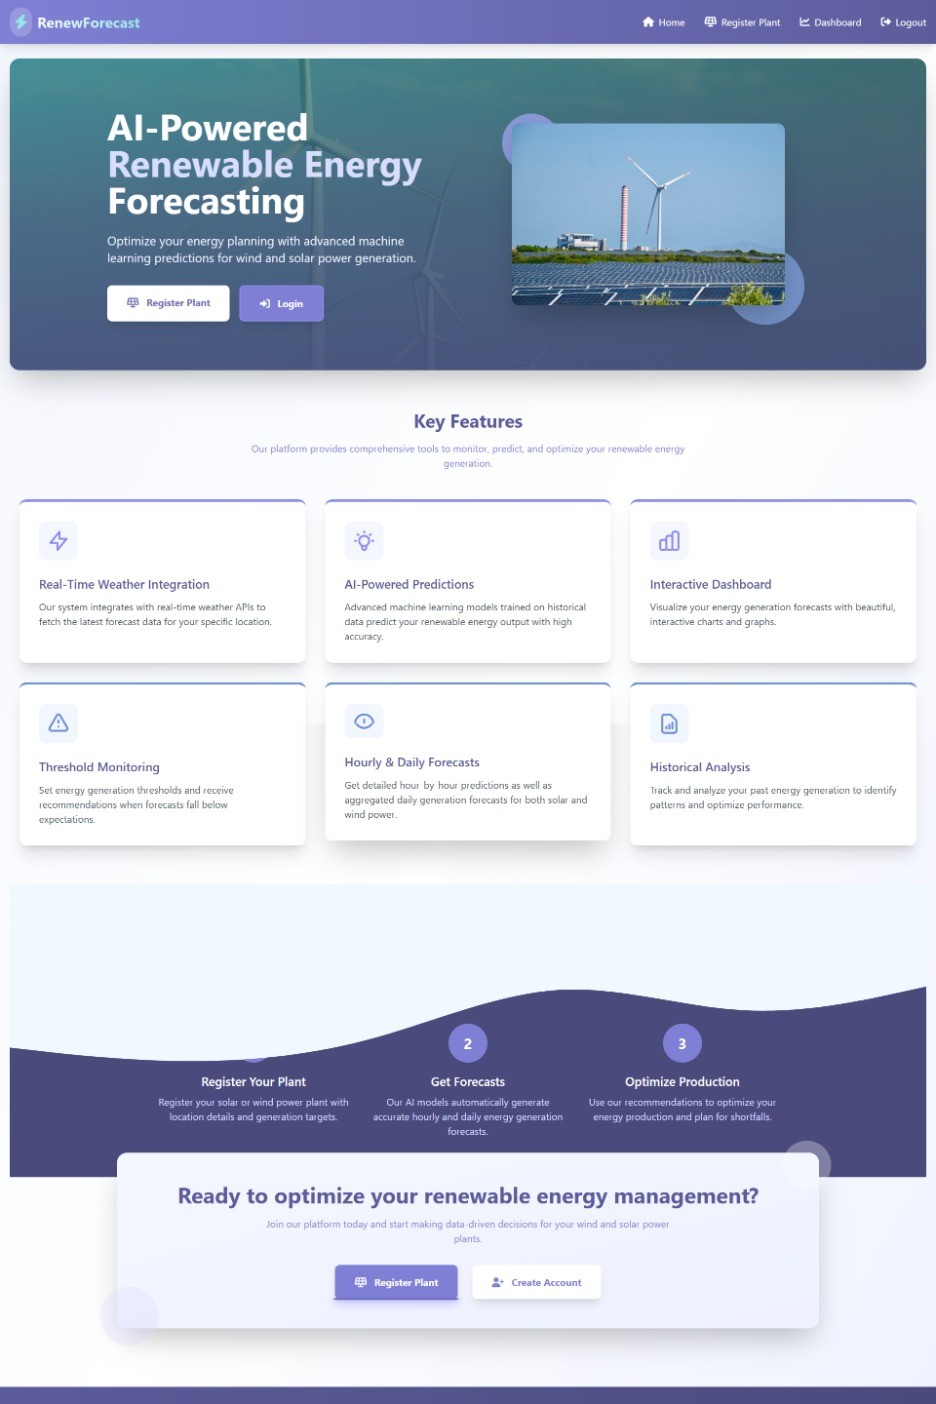 RenewForecast
Home
Register Plant
Dashboard
Logout
AI-Powered
Renewable Energy
Forecasting
Optimize your energy planning with advanced machine
learning predictions for wind and solar power generation.
Register Plant
Login
Key Features
Our platform provides comprehensive tools to monitor, predict, and optimize your renewable energy
generation.
Real-Time Weather Integration
Our system integrates with real-time weather APIs to
fetch the latest forecast data for your specific location.
AI-Powered Predictions
Advanced machine learning models trained on historical
data predict your renewable energy output with high
accuracy.
Interactive Dashboard
Visualize your energy generation forecasts with beautiful,
interactive charts and graphs.
Threshold Monitoring
Set energy generation thresholds and receive
recommendations when forecasts fall below
expectations.
Hourly & Daily Forecasts
Get detailed hour-by-hour predictions as well as
aggregated daily generation forecasts for both solar and
wind power.
Historical Analysis
Track and analyze your past energy generation to identify
patterns and optimize performance.
Register Your Plant
Register your solar or wind power plant with
location details and generation targets.
2
Get Forecasts
Our AI models automatically generate
accurate hourly and daily energy generation
forecasts.
3
Optimize Production
Use our recommendations to optimize your
energy production and plan for shortfalls.
Ready to optimize your renewable energy management?
Join our platform today and start making data-driven decisions for your wind and solar power
plants.
Register Plant
Create Account